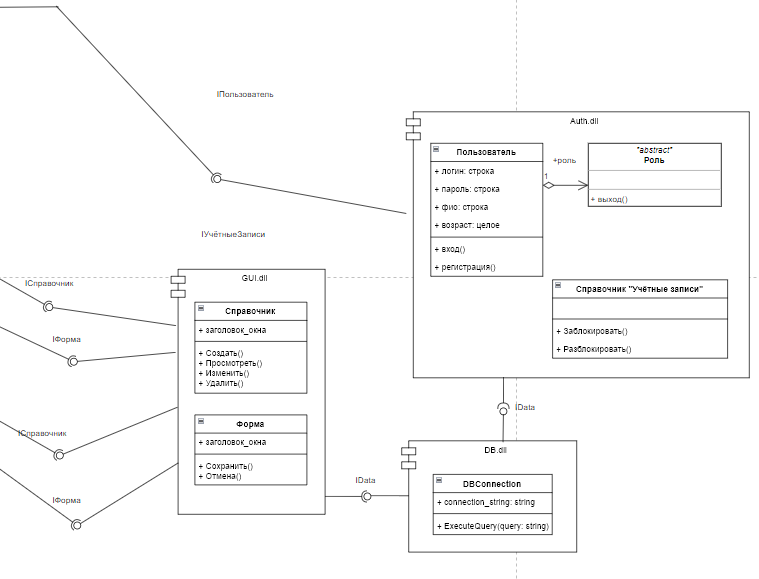 IПользователь
Auth.dll
Пользователь
+ логин: строка
+ пароль: строка
+ фио: строка
+ возраст: целое
+ вход()
+ регистрация()
+роль
1
"abstract"
Роль
+ выход()
IУчётныеЗаписи
Справочник "Учётные записи"
+ Заблокировать()
+ Разблокировать()
IСправочник
IФорма
IСправочник
IФорма
GUI.dll
Справочник
+ заголовок_окна
+ Создать()
+ Просмотреть()
+ Изменить()
+ Удалить()
Форма
+ заголовок_окна
+ Сохранить()
+ Отмена()
IData
IData
DB.dll
DBConnection
+ connection_string: string
+ ExecuteQuery(query: string)